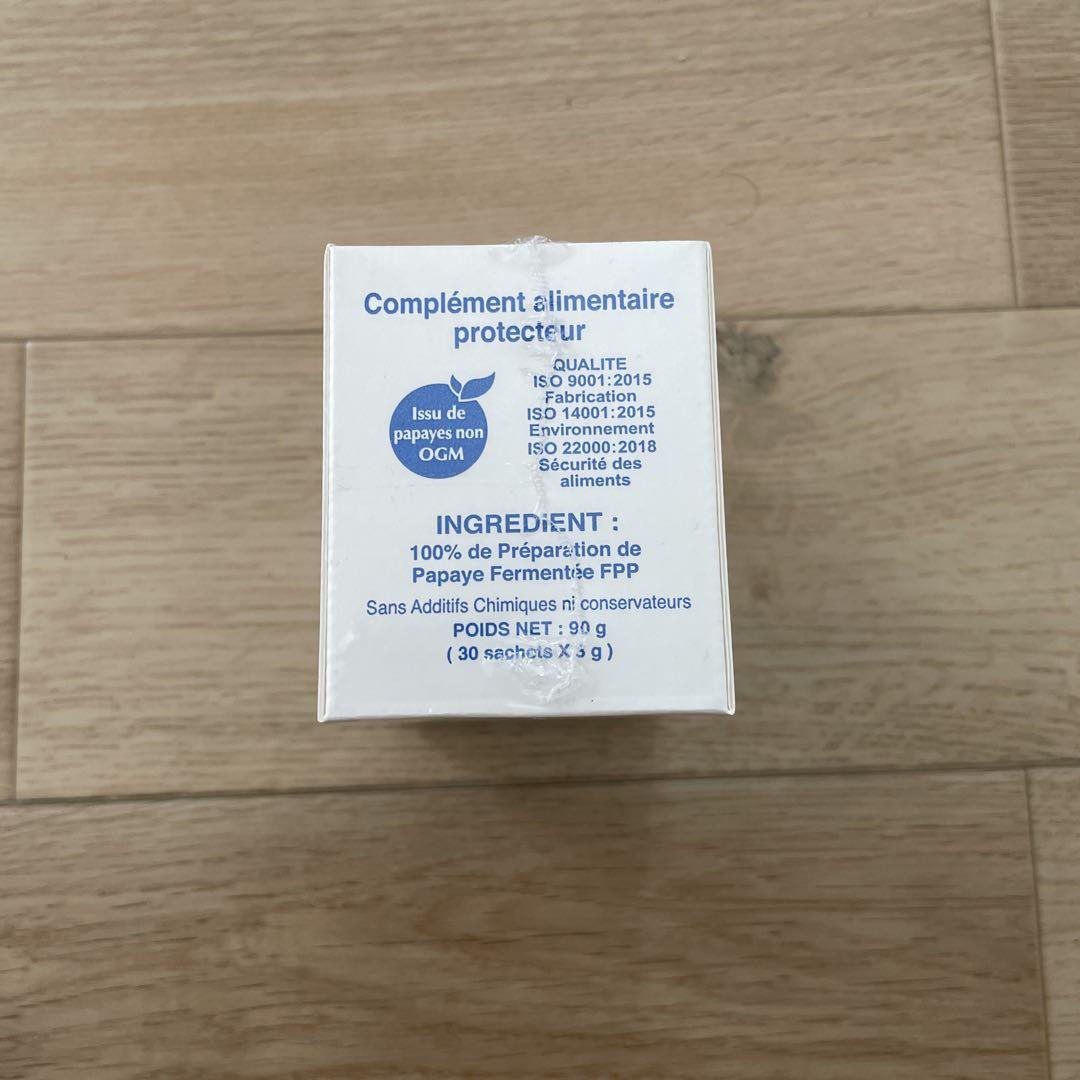 Complément alimentaire
protecteur
Issu de
papayes non
OGM
QUALITE
ISO 9001:2015
Fabrication
ISO 14001:2015
Environnement
ISO 22000:2018
Sécurité des
aliments
INGREDIENT :
100% de Préparation de
Papaye Fermentée FPP
Sans Additifs Chimiques ni conservateurs
POIDS NET : 90 g
( 30 sachets X 3 g )